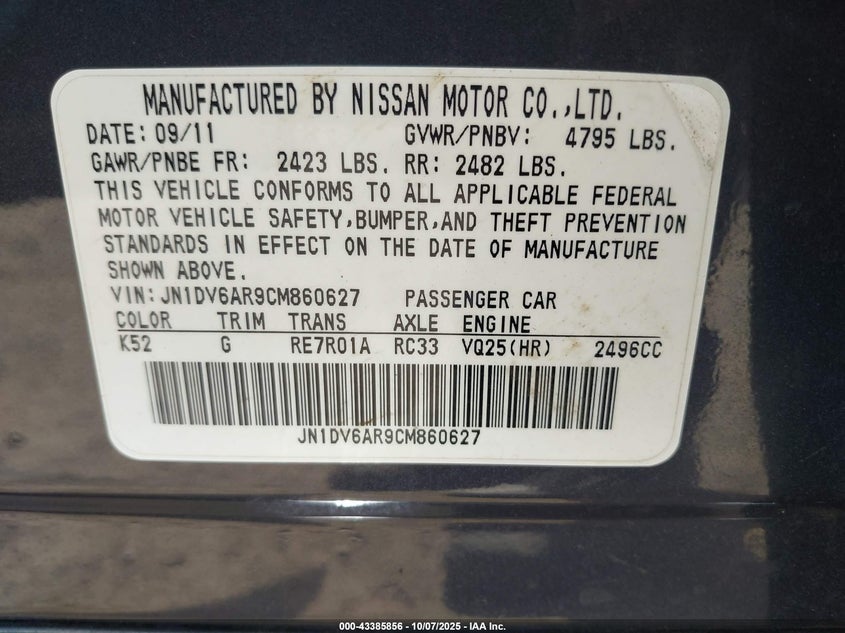 MANUFACTURED BY NISSAN MOTOR CO.,LTD.
DATE: 09/11 GVWR/PNBV: 4795 LBS.
GAWR/PNBE FR: 2423 LBS. RR: 2482 LBS.
THIS VEHICLE CONFORMS TO ALL APPLICABLE FEDERAL
MOTOR VEHICLE SAFETY,BUMPER,AND THEFT PREVENTION
STANDARDS IN EFFECT ON THE DATE OF MANUFACTURE
SHOWN ABOVE.
VIN: JN1DV6AR9CM860627 PASSENGER CAR
COLOR TRIM TRANS AXLE ENGINE
K52 G RE7R01A RC33 VQ25(HR) 2496CC
JN1DV6AR9CM860627
000-43385856 - 10/07/2025 - IAA Inc.